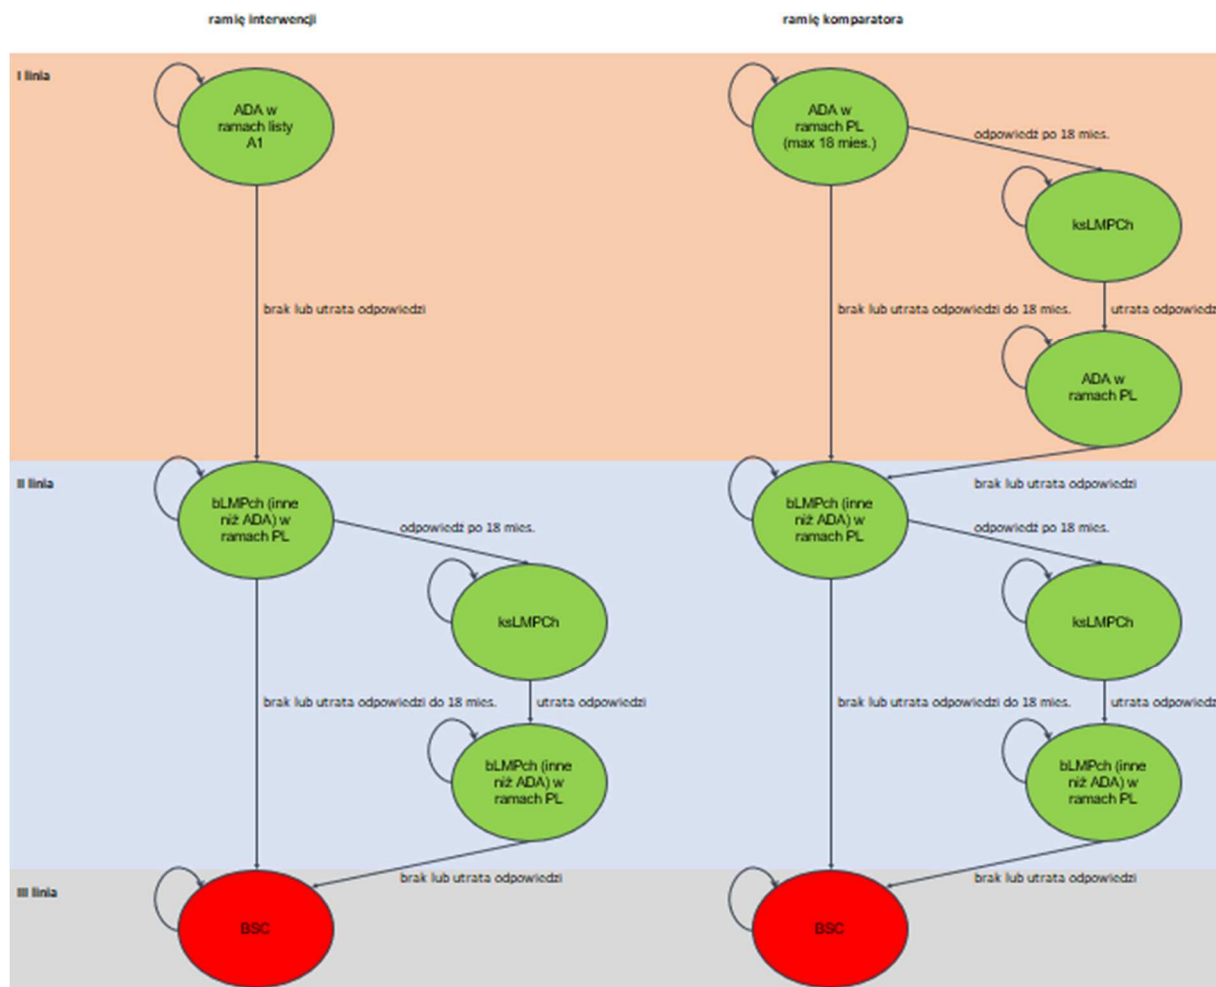 ramię interwencji
ramię komparatora
I linia
ADA w
ramach listy
A1
ADA w
ramach PL
(max 18 mies.)
odpowiedź po 18 mies.
ksLMPCh
brak lub utrata odpowiedzi
brak lub utrata odpowiedzi do 18 mies.
utrata odpowiedz
ADA w
ramach PL
II linia
brak lub utrata odpowiedzi
bLMPch (inne
niż ADA) w
ramach PL
odpowiedź po 18 mies.
bLMPch (inne
niż ADA) w
ramach PL
odpowiedź po 18 mies.
ksLMPCh
ksLMPCh
brak lub utrata odpowiedzi do 18 mies.
utrata odpowiedzi
brak lub utrata odpowiedzi do 18 mies.
utrata odpowiedz
bLMPch (inne
niż ADA) w
ramach PL
bLMPch (inne
niż ADA) w
ramach PL
III linia
brak lub utrata odpowiedzi
brak lub utrata odpowiedzi
BSC
BSC